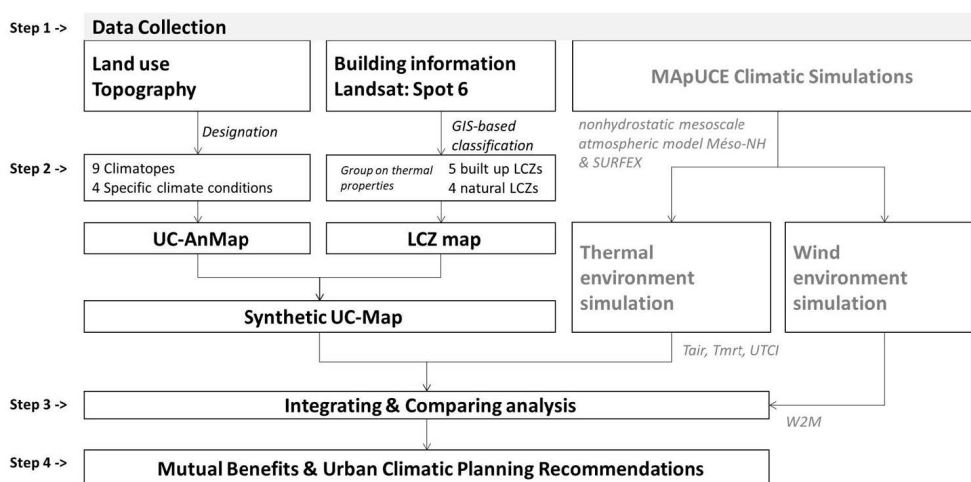 Step 1 ->
Data Collection
Land use
Topography
Building information
Landsat: Spot 6
MApUCE Climatic Simulations
Designation
GIS-based
classification
nonhydrostatic mesoscale
atmospheric model Méso-NH
& SURFEX
Step 2 ->
9 Climatopes
4 Specific climate conditions
Group on thermal
properties
5 built up LCZs
4 natural LCZs
UC-AnMap
LCZ map
Thermal
environment
simulation
Wind
environment
simulation
Synthetic UC-Map
Tair, Tmrt, UTCI
Step 3 ->
Integrating & Comparing analysis
W2M
Step 4 ->
Mutual Benefits & Urban Climatic Planning Recommendations